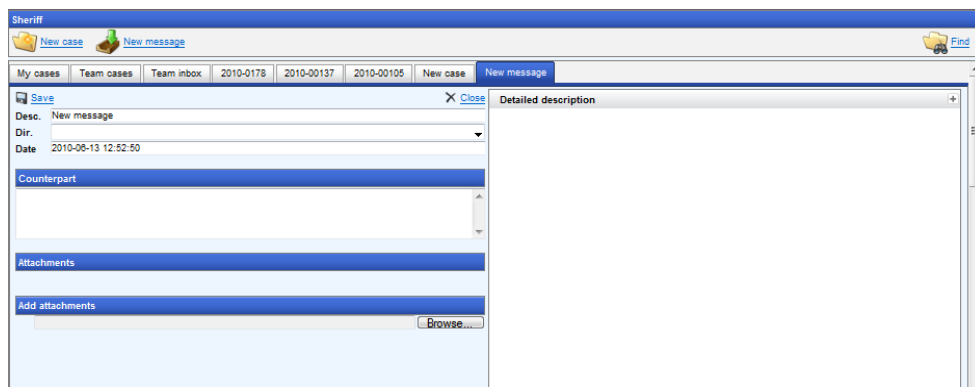 Sheriff
New case New message Find
My cases Team cases Team inbox 2010-0178 2010-00137 2010-00105 New case New message
Save Close
Detailed description
Desc. New message
Dir.
Date 2010-06-13 12:52:50
Counterpart
Attachments
Add attachments
Browse...